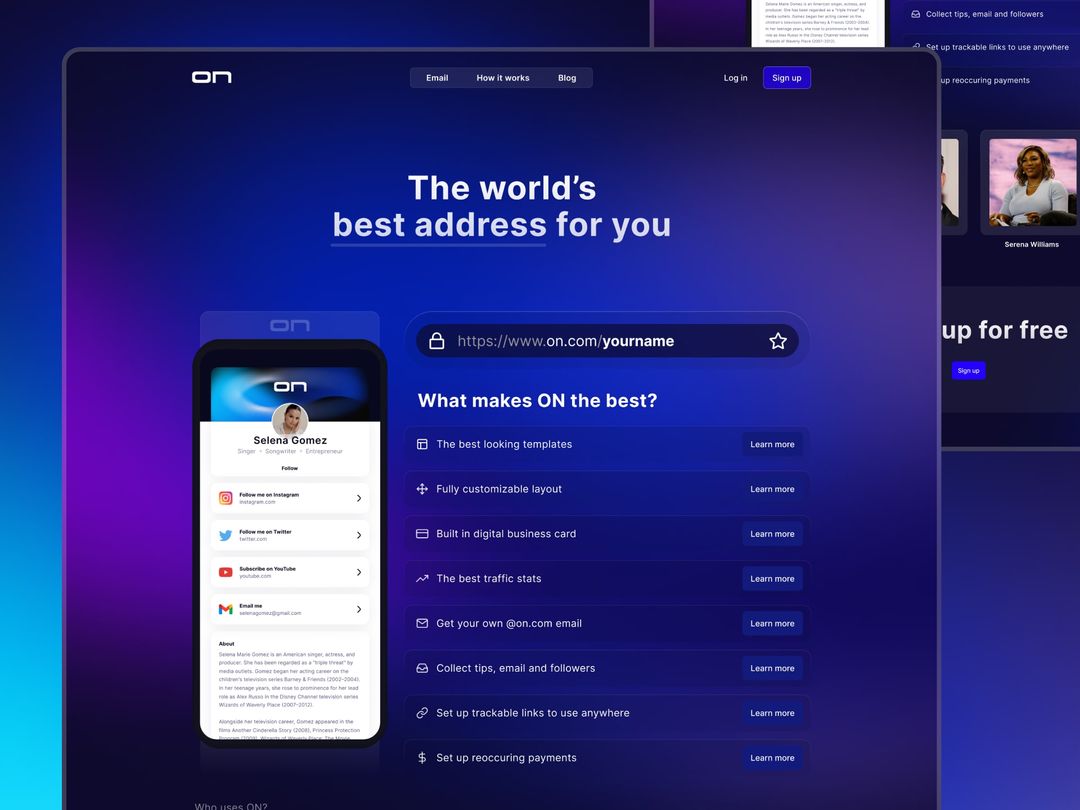 on
Email
How it works
Blog
Log in
Sign up
The world’s
best address for you
on
https://www.on.com/yourname
What makes ON the best?
The best looking templates
Learn more
Fully customizable layout
Learn more
Built in digital business card
Learn more
The best traffic stats
Learn more
Get your own @on.com email
Learn more
Collect tips, email and followers
Learn more
Set up trackable links to use anywhere
Learn more
Set up reoccuring payments
Learn more
on
Selena Gomez
Singer • Songwriter • Entrepreneur
Follow
Follow me on Instagram
instagram.com
Follow me on Twitter
twitter.com
Subscribe on YouTube
youtube.com
Email me
selenagomez@gmail.com
About
Selena Marie Gomez is an American singer, actress, and
producer. She has been regarded as a "triple threat" by
media outlets. Gomez began her acting career on the
children's television series Barney & Friends (2002–2004).
In her teenage years, she rose to prominence for her lead
role as Alex Russo in the Disney Channel television series
Wizards of Waverly Place (2007–2012).
Alongside her television career, Gomez appeared in the
films Another Cinderella Story (2008), Princess Protection
Program (2009), Wizards of Waverly Place: The Movie
Who uses ON?
Selena Marie Gomez is an American singer, actress, and
producer. She has been regarded as a "triple threat" by
media outlets. Gomez began her acting career on the
children's television series Barney & Friends (2002–2004).
In her teenage years, she rose to prominence for her lead
role as Alex Russo in the Disney Channel television series
Wizards of Waverly Place (2007–2012).
Collect tips, email and followers
Set up trackable links to use anywhere
up reoccuring payments
Serena Williams
up for free
Sign up